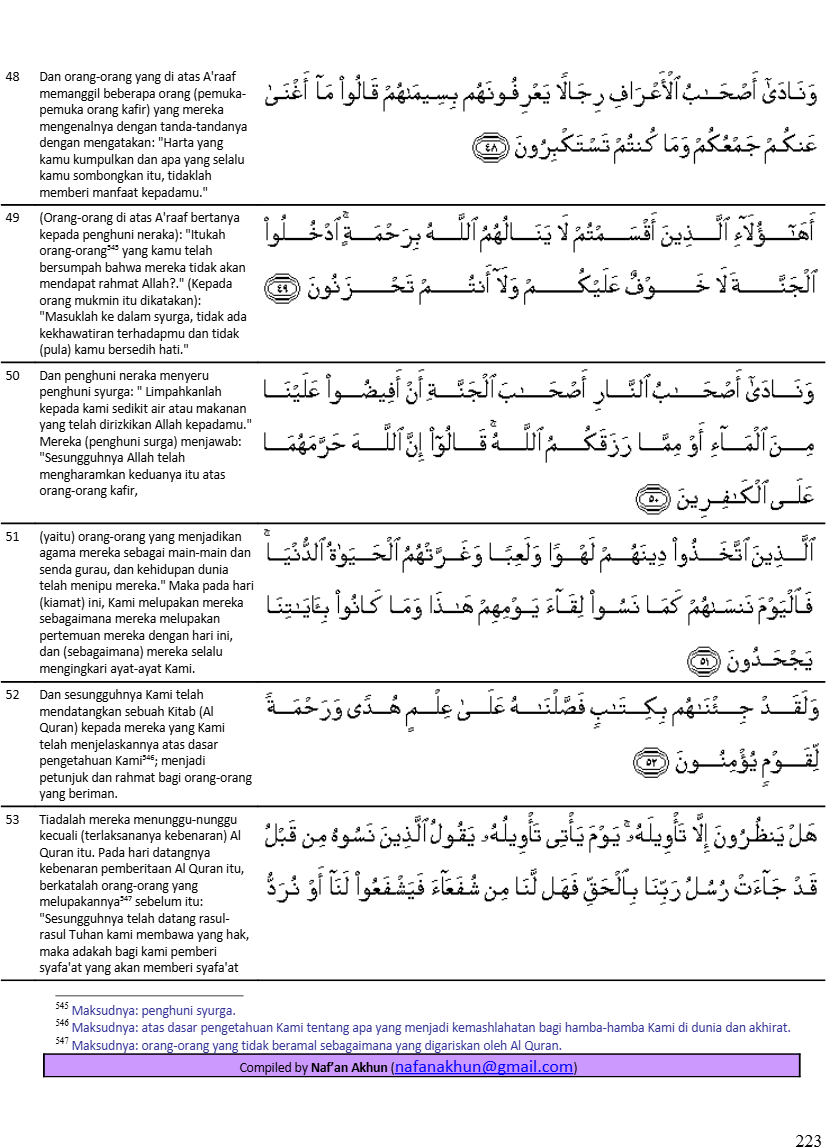 48 Dan orang-orang yang di atas A'raaf
memanggil beberapa orang (pemuka-
pemuka orang kafir) yang mereka
mengenalnya dengan tanda-tandanya
dengan mengatakan: "Harta yang
kamu kumpulkan dan apa yang selalu
kamu sombongkan itu, tidaklah
memberi manfaat kepadamu."
وَنَادَىٰٓ أَصْحَـٰبُ ٱلْأَعْرَافِ رِجَالًا يَعْرِفُونَهُم بِسِيمَىٰهُمْ قَالُوا۟ مَآ أَغْنَىٰ
عَنكُمْ جَمْعُكُمْ وَمَا كُنتُمْ تَسْتَكْبِرُونَ ٤٨
49 (Orang-orang di atas A'raaf bertanya
kepada penghuni neraka): "Itukah
orang-orang⁵⁴⁵ yang kamu telah
bersumpah bahwa mereka tidak akan
mendapat rahmat Allah?." (Kepada
orang mukmin itu dikatakan):
"Masuklah ke dalam syurga, tidak ada
kekhawatiran terhadapmu dan tidak
(pula) kamu bersedih hati."
أَهَـٰٓؤُلَآءِ ٱلَّذِينَ أَقْسَمْتُمْ لَا يَنَالُهُمُ ٱللَّهُ بِرَحْمَةٍ ۚ ٱدْخُلُوا۟
ٱلْجَنَّةَ لَا خَوْفٌ عَلَيْكُمْ وَلَآ أَنتُمْ تَحْزَنُونَ ٤٩
50 Dan penghuni neraka menyeru
penghuni syurga: " Limpahkanlah
kepada kami sedikit air atau makanan
yang telah dirizkikan Allah kepadamu."
Mereka (penghuni surga) menjawab:
"Sesungguhnya Allah telah
mengharamkan keduanya itu atas
orang-orang kafir,
وَنَادَىٰٓ أَصْحَـٰبُ ٱلنَّارِ أَصْحَـٰبَ ٱلْجَنَّةِ أَنْ أَفِيضُوا۟ عَلَيْنَا
مِنَ ٱلْمَآءِ أَوْ مِمَّا رَزَقَكُمُ ٱللَّهُ ۚ قَالُوٓا۟ إِنَّ ٱللَّهَ حَرَّمَهُمَا
عَلَى ٱلْكَـٰفِرِينَ ٥٠
51 (yaitu) orang-orang yang menjadikan
agama mereka sebagai main-main dan
senda gurau, dan kehidupan dunia
telah menipu mereka." Maka pada hari
(kiamat) ini, Kami melupakan mereka
sebagaimana mereka melupakan
pertemuan mereka dengan hari ini,
dan (sebagaimana) mereka selalu
mengingkari ayat-ayat Kami.
ٱلَّذِينَ ٱتَّخَذُوا۟ دِينَهُمْ لَهْوًا وَلَعِبًا وَغَرَّتْهُمُ ٱلْحَيَوٰةُ ٱلدُّنْيَا ۚ
فَٱلْيَوْمَ نَنسَىٰهُمْ كَمَا نَسُوا۟ لِقَآءَ يَوْمِهِمْ هَـٰذَا وَمَا كَانُوا۟ بِـَٔايَـٰتِنَا
يَجْحَدُونَ ٥١
52 Dan sesungguhnya Kami telah
mendatangkan sebuah Kitab (Al
Quran) kepada mereka yang Kami
telah menjelaskannya atas dasar
pengetahuan Kami⁵⁴⁶; menjadi
petunjuk dan rahmat bagi orang-orang
yang beriman.
وَلَقَدْ جِئْنَـٰهُم بِكِتَـٰبٍ فَصَّلْنَـٰهُ عَلَىٰ عِلْمٍ هُدًى وَرَحْمَةً
لِّقَوْمٍ يُؤْمِنُونَ ٥٢
53 Tiadalah mereka menunggu-nunggu
kecuali (terlaksananya kebenaran) Al
Quran itu. Pada hari datangnya
kebenaran pemberitaan Al Quran itu,
berkatalah orang-orang yang
melupakannya⁵⁴⁷ sebelum itu:
"Sesungguhnya telah datang rasul-
rasul Tuhan kami membawa yang hak,
maka adakah bagi kami pemberi
syafa'at yang akan memberi syafa'at
هَلْ يَنظُرُونَ إِلَّا تَأْوِيلَهُۥ ۚ يَوْمَ يَأْتِى تَأْوِيلُهُۥ يَقُولُ ٱلَّذِينَ نَسُوهُ مِن قَبْلُ
قَدْ جَآءَتْ رُسُلُ رَبِّنَا بِٱلْحَقِّ فَهَل لَّنَا مِن شُفَعَآءَ فَيَشْفَعُوا۟ لَنَآ أَوْ نُرَدُّ
⁵⁴⁵ Maksudnya: penghuni syurga.
⁵⁴⁶ Maksudnya: atas dasar pengetahuan Kami tentang apa yang menjadi kemashlahatan bagi hamba-hamba Kami di dunia dan akhirat.
⁵⁴⁷ Maksudnya: orang-orang yang tidak beramal sebagaimana yang digariskan oleh Al Quran.
Compiled by Naf’an Akhun (nafanakhun@gmail.com)
223